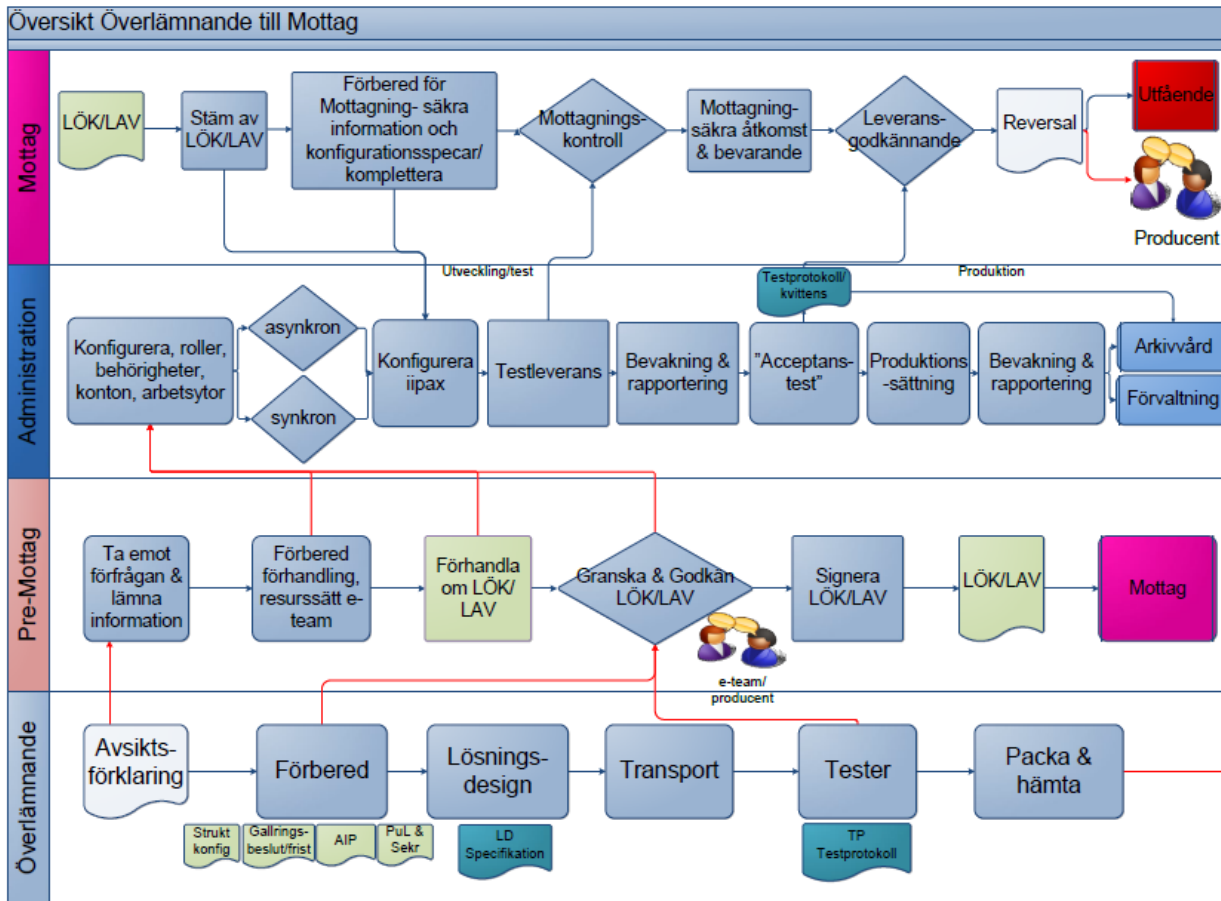 Översikt Överlämnande till Mottag
Mottag
LÖK/LAV
Stäm av
LÖK/LAV
Förbered för
Mottagning- säkra
information och
konfigurationsspecar/
komplettera
Mottagnings-
kontroll
Mottagning-
säkra åtkomst
& bevarande
Leverans-
godkännande
Reversal
Utfående
Producent
Administration
Utveckling/test
Testprotokoll/
kvittens
Produktion
Konfigurera, roller,
behörigheter,
konton, arbetsytor
asynkron
synkron
Konfigurera
iipax
Testleverans
Bevakning &
rapportering
"Acceptans-
test"
Produktions
-sättning
Bevakning &
rapportering
Arkivvård
Förvaltning
Pre-Mottag
Ta emot
förfrågan &
lämna
information
Förbered
förhandling,
resurssätt e-
team
Förhandla
om LÖK/
LAV
Granska & Godkän
LÖK/LAV
e-team/
producent
Signera
LÖK/LAV
LÖK/LAV
Mottag
Överlämnande
Avsikts-
förklaring
Förbered
Lösnings-
design
Transport
Tester
Packa &
hämta
Strukt
konfig
Gallrings-
beslut/frist
AIP
PuL &
Sekr
LD
Specifikation
TP
Testprotokoll